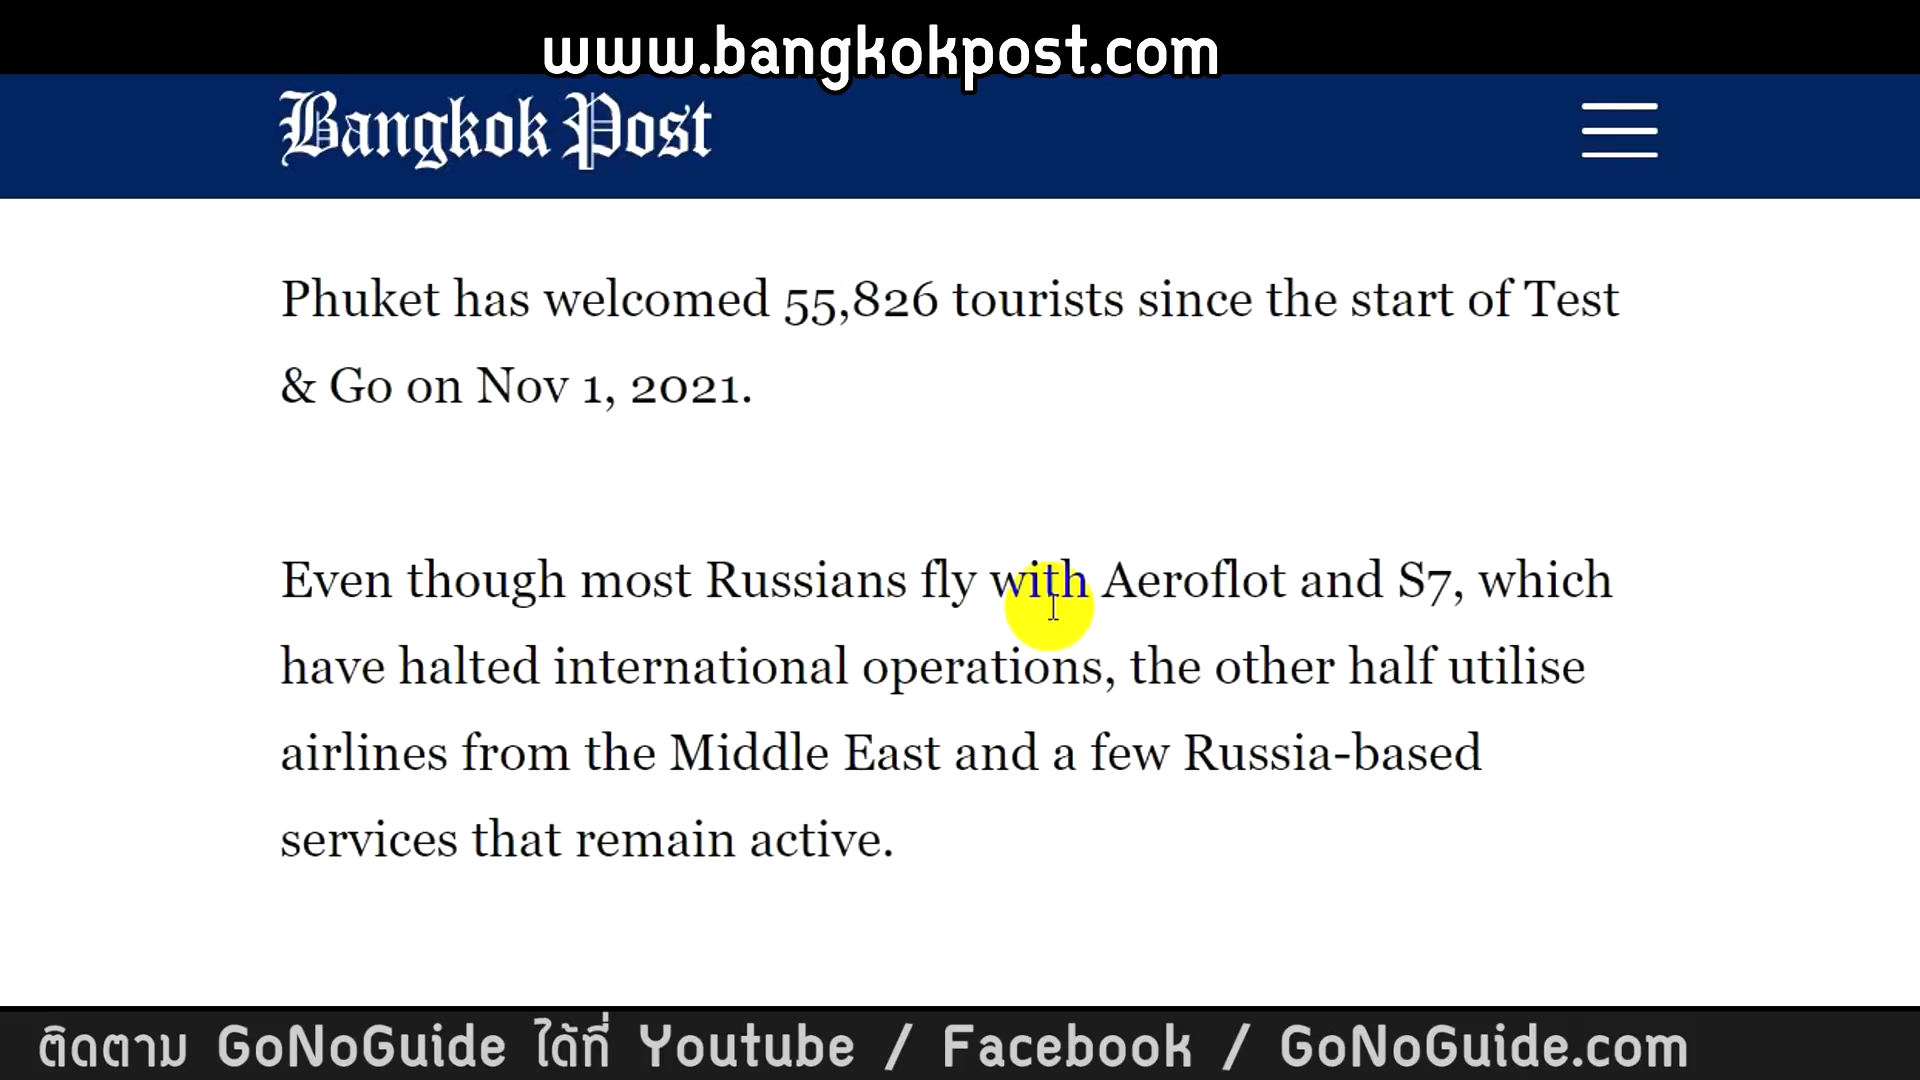 www.bangkokpost.com
Bangkok Post
Phuket has welcomed 55,826 tourists since the start of Test
& Go on Nov 1, 2021.
Even though most Russians fly with Aeroflot and S7, which
have halted international operations, the other half utilise
airlines from the Middle East and a few Russia-based
services that remain active.
ติดตาม GoNoGuide ได้ที่ Youtube / Facebook / GoNoGuide.com